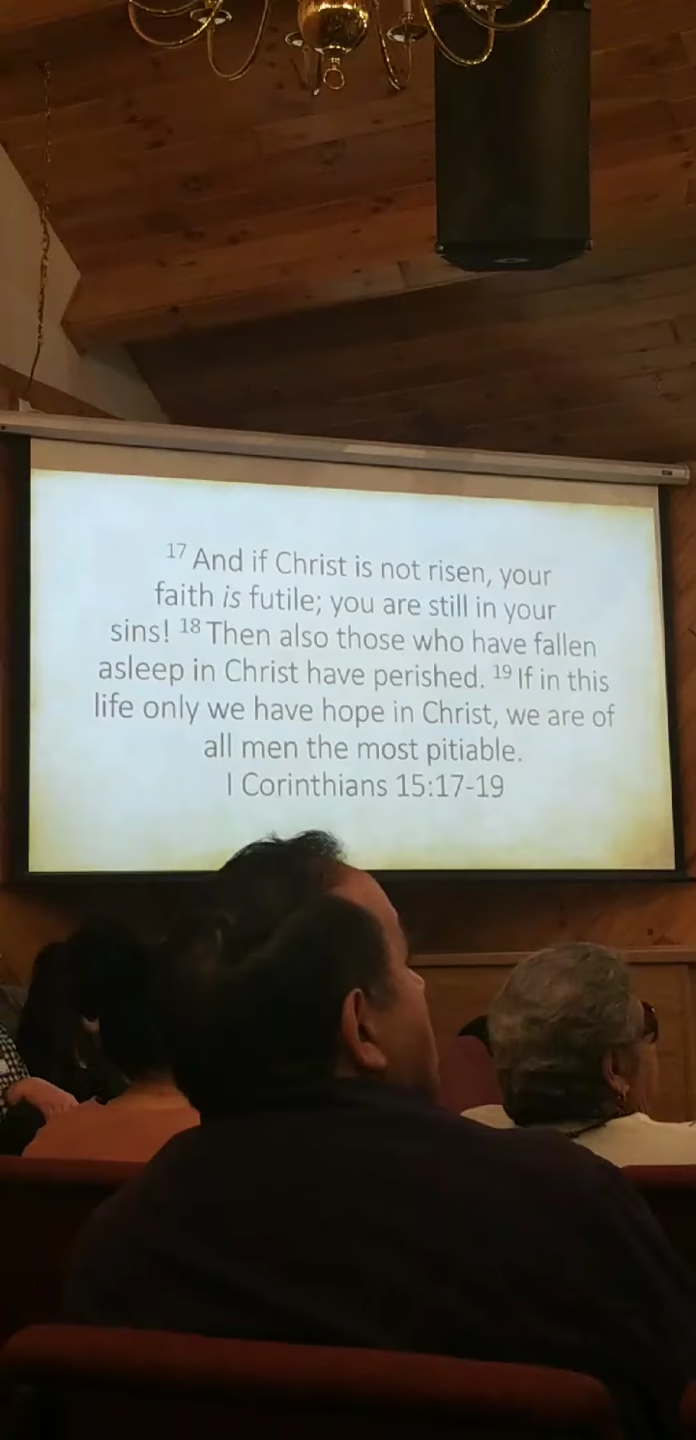 17 And if Christ is not risen, your
faith is futile; you are still in your
sins! 18 Then also those who have fallen
asleep in Christ have perished. 19 If in this
life only we have hope in Christ, we are of
all men the most pitiable.
I Corinthians 15:17-19